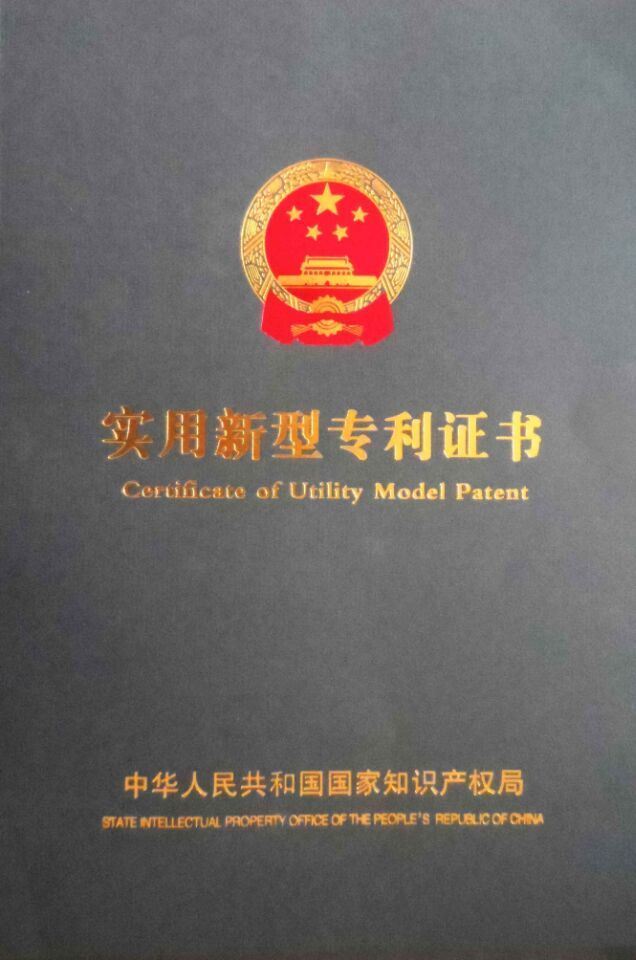 实用新型专利证书
Certificate of Utility Model Patent
中华人民共和国国家知识产权局
STATE INTELLECTUAL PROPERTY OFFICE OF THE PEOPLE'S REPUBLIC OF CHINA